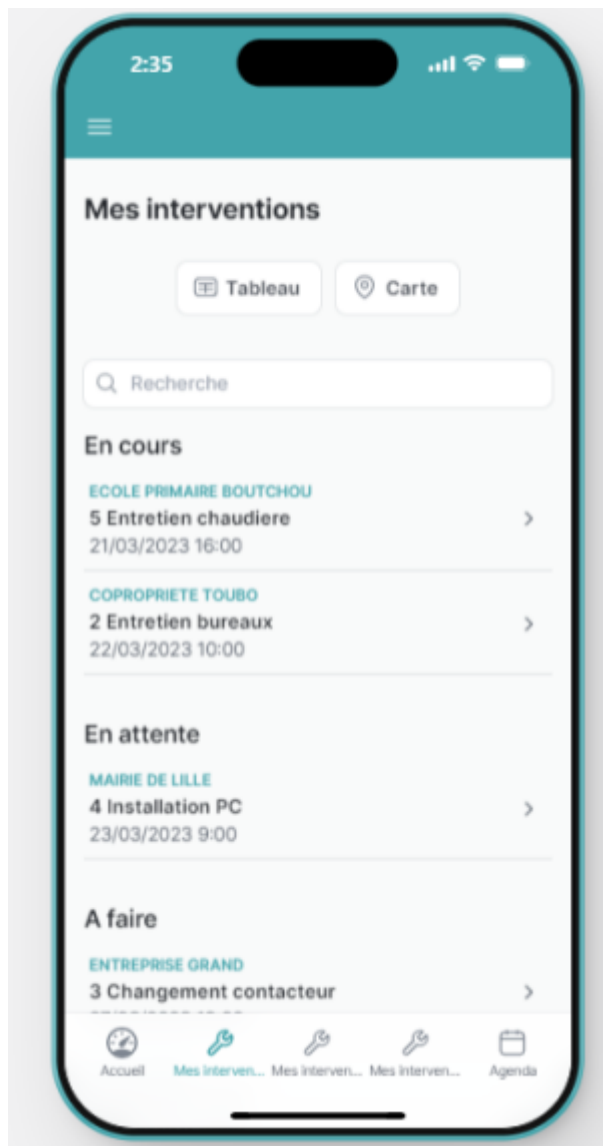 2:35
Mes interventions
Tableau
Carte
Recherche
En cours
ECOLE PRIMAIRE BOUTCHOU
5 Entretien chaudiere
21/03/2023 16:00
COPROPRIETE TOUBO
2 Entretien bureaux
22/03/2023 10:00
En attente
MAIRIE DE LILLE
4 Installation PC
23/03/2023 9:00
A faire
ENTREPRISE GRAND
3 Changement contacteur
Accueil
Mes interven...
Mes interven...
Mes interven...
Agenda